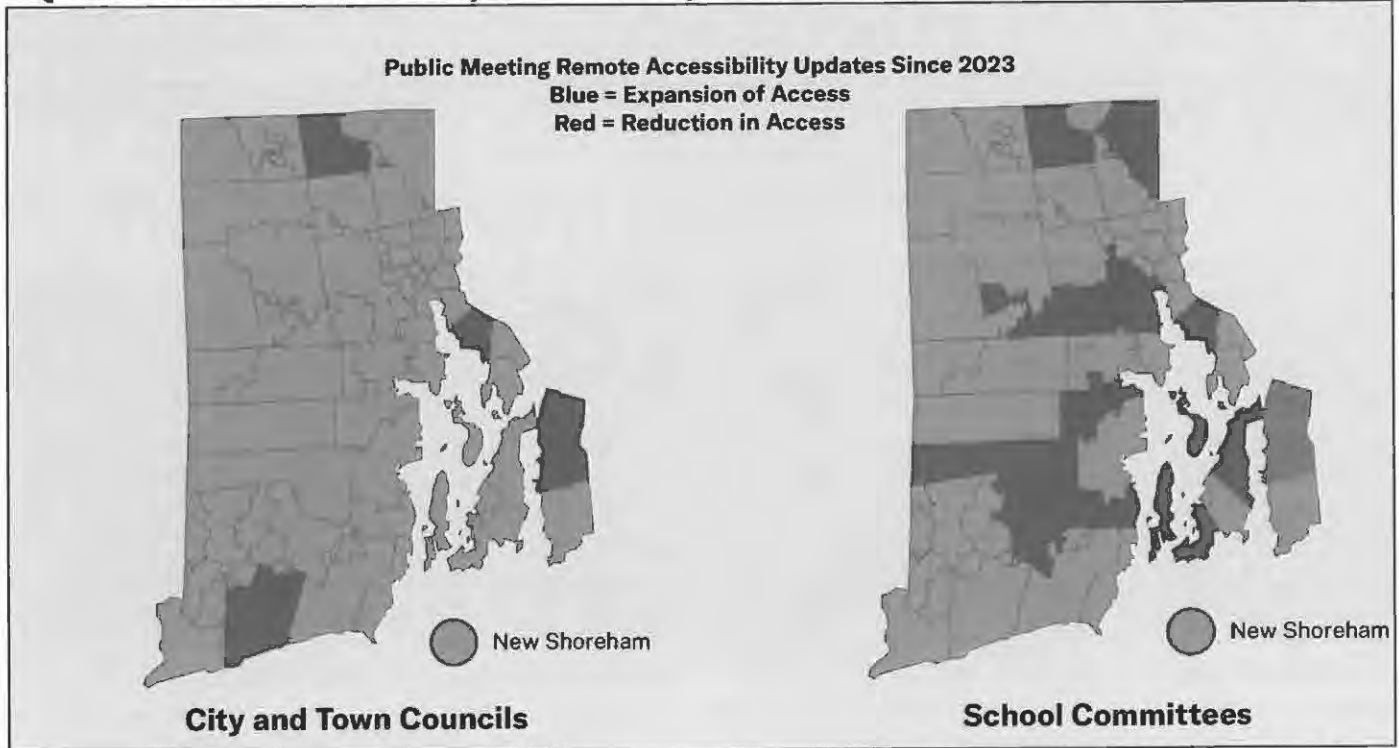 Public Meeting Remote Accessibility Updates Since 2023
Blue = Expansion of Access
Red = Reduction in Access
New Shoreham
New Shoreham
City and Town Councils
School Committees